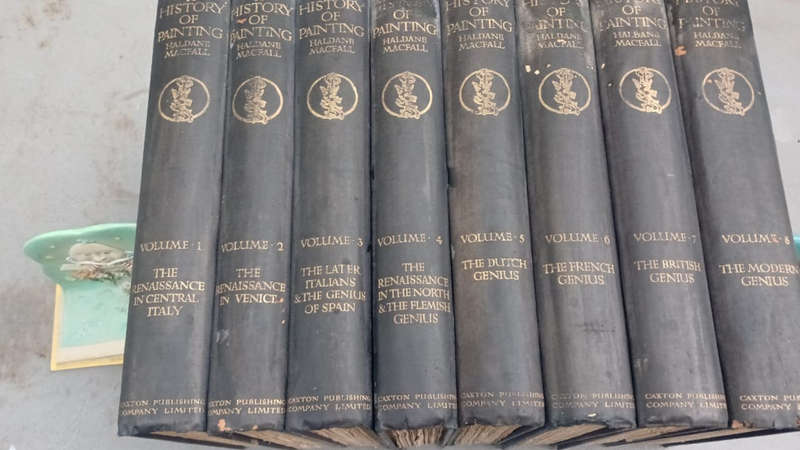 HISTORY
OF
PAINTING
HALDANE
MACFALL
VOLUME · 1
THE
RENAISSANCE
IN CENTRAL
ITALY
CAXTON PUBLISHING
COMPANY LIMITED
HISTORY
OF
PAINTING
HALDANE
MACFALL
VOLUME · 2
THE
RENAISSANCE
IN VENICE
CAXTON PUBLISHING
COMPANY LIMITED
HISTORY
OF
PAINTING
HALDANE
MACFALL
VOLUME · 3
THE LATER
ITALIANS
& THE GENIUS
OF SPAIN
CAXTON PUBLISHING
COMPANY LIMITED
HISTORY
OF
PAINTING
HALDANE
MACFALL
VOLUME · 4
THE
RENAISSANCE
IN THE NORTH
& THE FLEMISH
GENIUS
CAXTON PUBLISHING
COMPANY LIMITED
HISTORY
OF
PAINTING
HALDANE
MACFALL
VOLUME · 5
THE DUTCH
GENIUS
CAXTON PUBLISHING
COMPANY LIMITED
HISTORY
OF
PAINTING
HALDANE
MACFALL
VOLUME · 6
THE FRENCH
GENIUS
CAXTON PUBLISHING
COMPANY LIMITED
HISTORY
OF
PAINTING
HALDANE
MACFALL
VOLUME · 7
THE BRITISH
GENIUS
CAXTON PUBLISHING
COMPANY LIMITED
HISTORY
OF
PAINTING
HALDANE
MACFALL
VOLUME · 8
THE MODERN
GENIUS
CAXTON PUBLISHING
COMPANY LIMITED